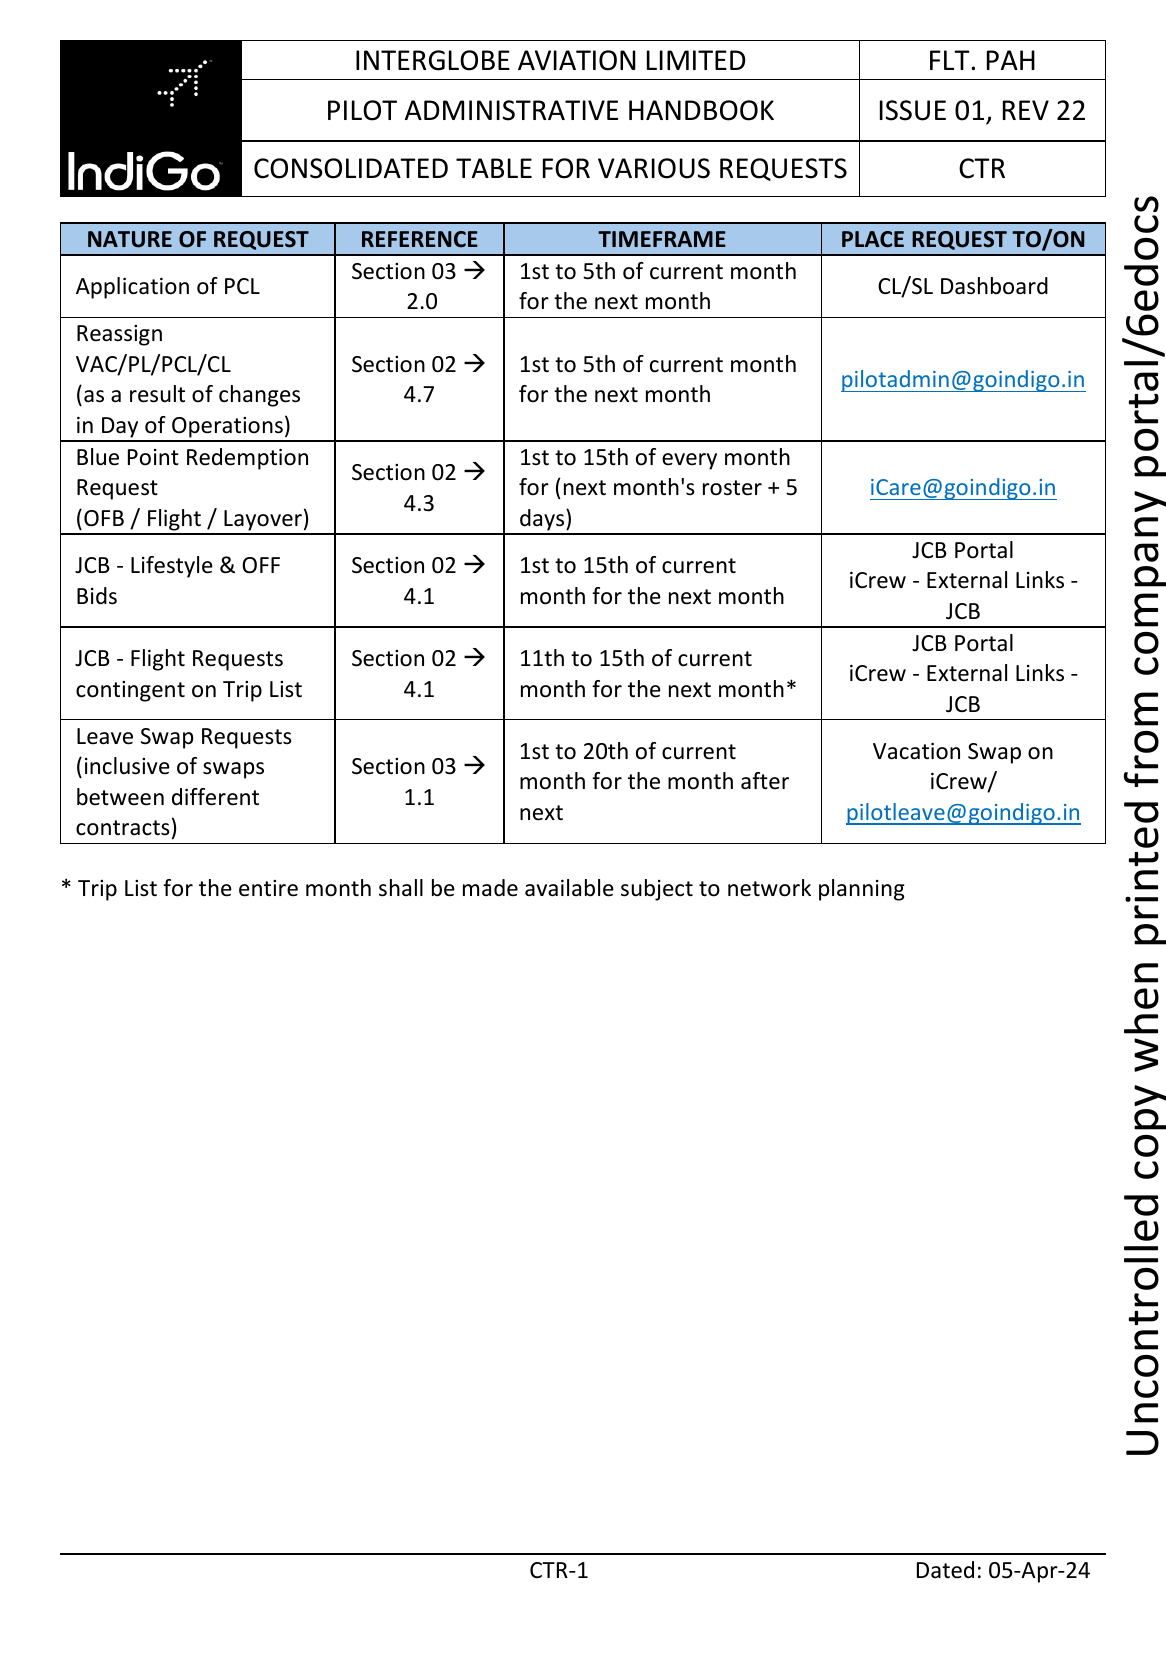 INTERGLOBE AVIATION LIMITED
FLT. PAH
PILOT ADMINISTRATIVE HANDBOOK
ISSUE 01, REV 22
IndiGo
CONSOLIDATED TABLE FOR VARIOUS REQUESTS
CTR
NATURE OF REQUEST
REFERENCE
TIMEFRAME
PLACE REQUEST TO/ON
Application of PCL
Section 03 →
2.0
1st to 5th of current month
for the next month
CL/SL Dashboard
Reassign
VAC/PL/PCL/CL
(as a result of changes
in Day of Operations)
Section 02 →
4.7
1st to 5th of current month
for the next month
pilotadmin@goindigo.in
Blue Point Redemption
Request
(OFB / Flight / Layover)
Section 02 →
4.3
1st to 15th of every month
for (next month's roster + 5
days)
iCare@goindigo.in
JCB - Lifestyle & OFF
Bids
Section 02 →
4.1
1st to 15th of current
month for the next month
JCB Portal
iCrew - External Links -
JCB
JCB - Flight Requests
contingent on Trip List
Section 02 →
4.1
11th to 15th of current
month for the next month*
JCB Portal
iCrew - External Links -
JCB
Leave Swap Requests
(inclusive of swaps
between different
contracts)
Section 03 →
1.1
1st to 20th of current
month for the month after
next
Vacation Swap on
iCrew/
pilotleave@goindigo.in
* Trip List for the entire month shall be made available subject to network planning
Uncontrolled copy when printed from company portal/6edocs
CTR-1
Dated: 05-Apr-24